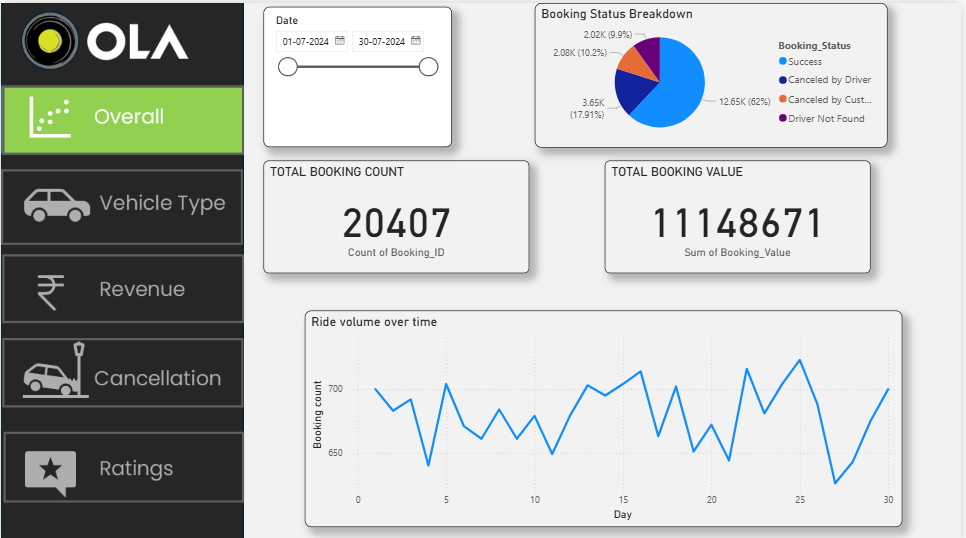 OLA
Overall
Vehicle Type
Revenue
Cancellation
Ratings
Date
01-07-2024
30-07-2024
Booking Status Breakdown
2.02K (9.9%)
2.08K (10.2%)
3.65K
(17.91%)
12.65K (62%)
Booking_Status
Success
Canceled by Driver
Canceled by Cust...
Driver Not Found
TOTAL BOOKING COUNT
20407
Count of Booking_ID
TOTAL BOOKING VALUE
11148671
Sum of Booking_Value
Ride volume over time
Booking count
700
650
0 5 10 15 20 25 30
Day